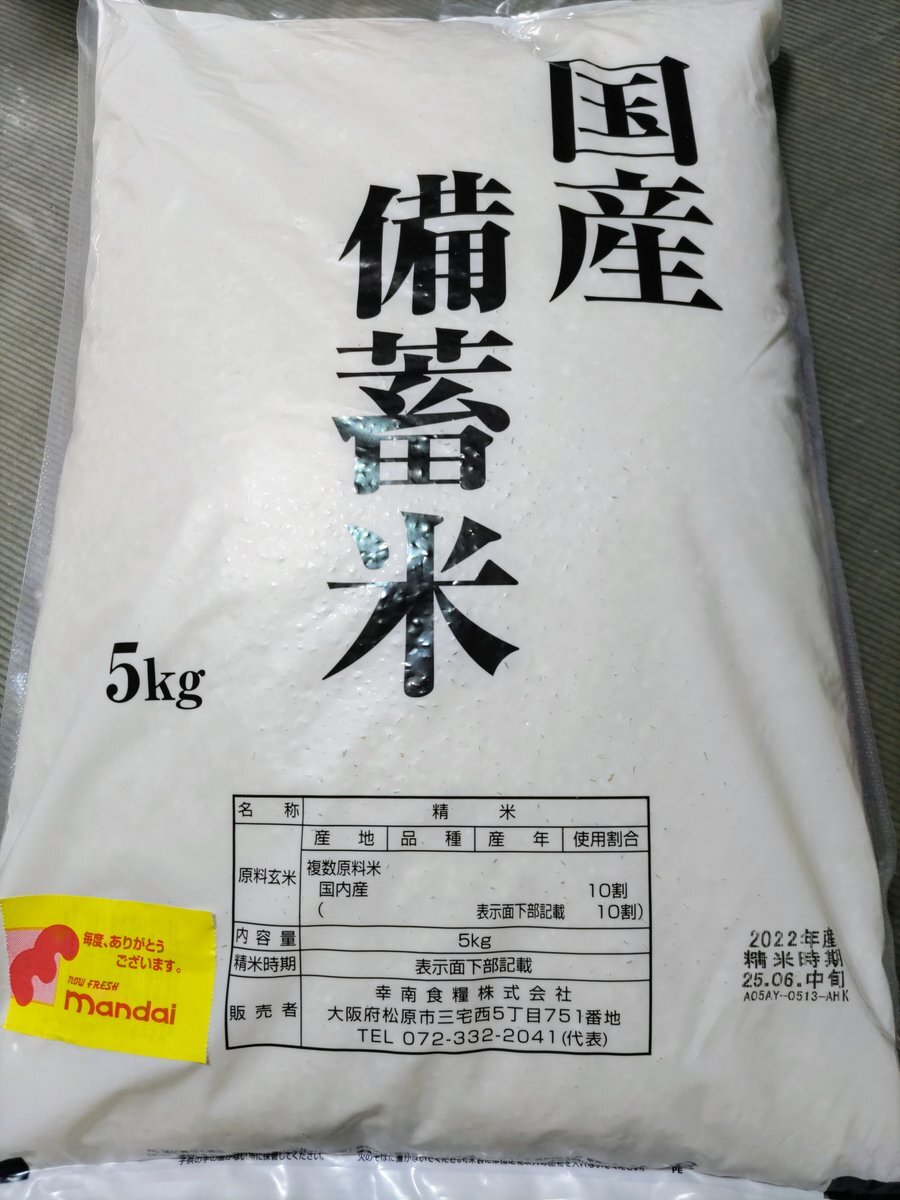 国産
備蓄米
5kg
名称 精米
原料玄米 産地 品種 産年 使用割合
複数原料米
国内産 10割
( 表示面下部記載 10割)
内容量 5kg
精米時期 表示面下部記載
販売者 幸南食糧株式会社
大阪府松原市三宅西5丁目751番地
TEL 072-332-2041(代表)
2022年産
精米時期
25.06.中旬
A05AY-0513-AHK
毎度、ありがとう
ございます。
now FRESH
mandai
PE